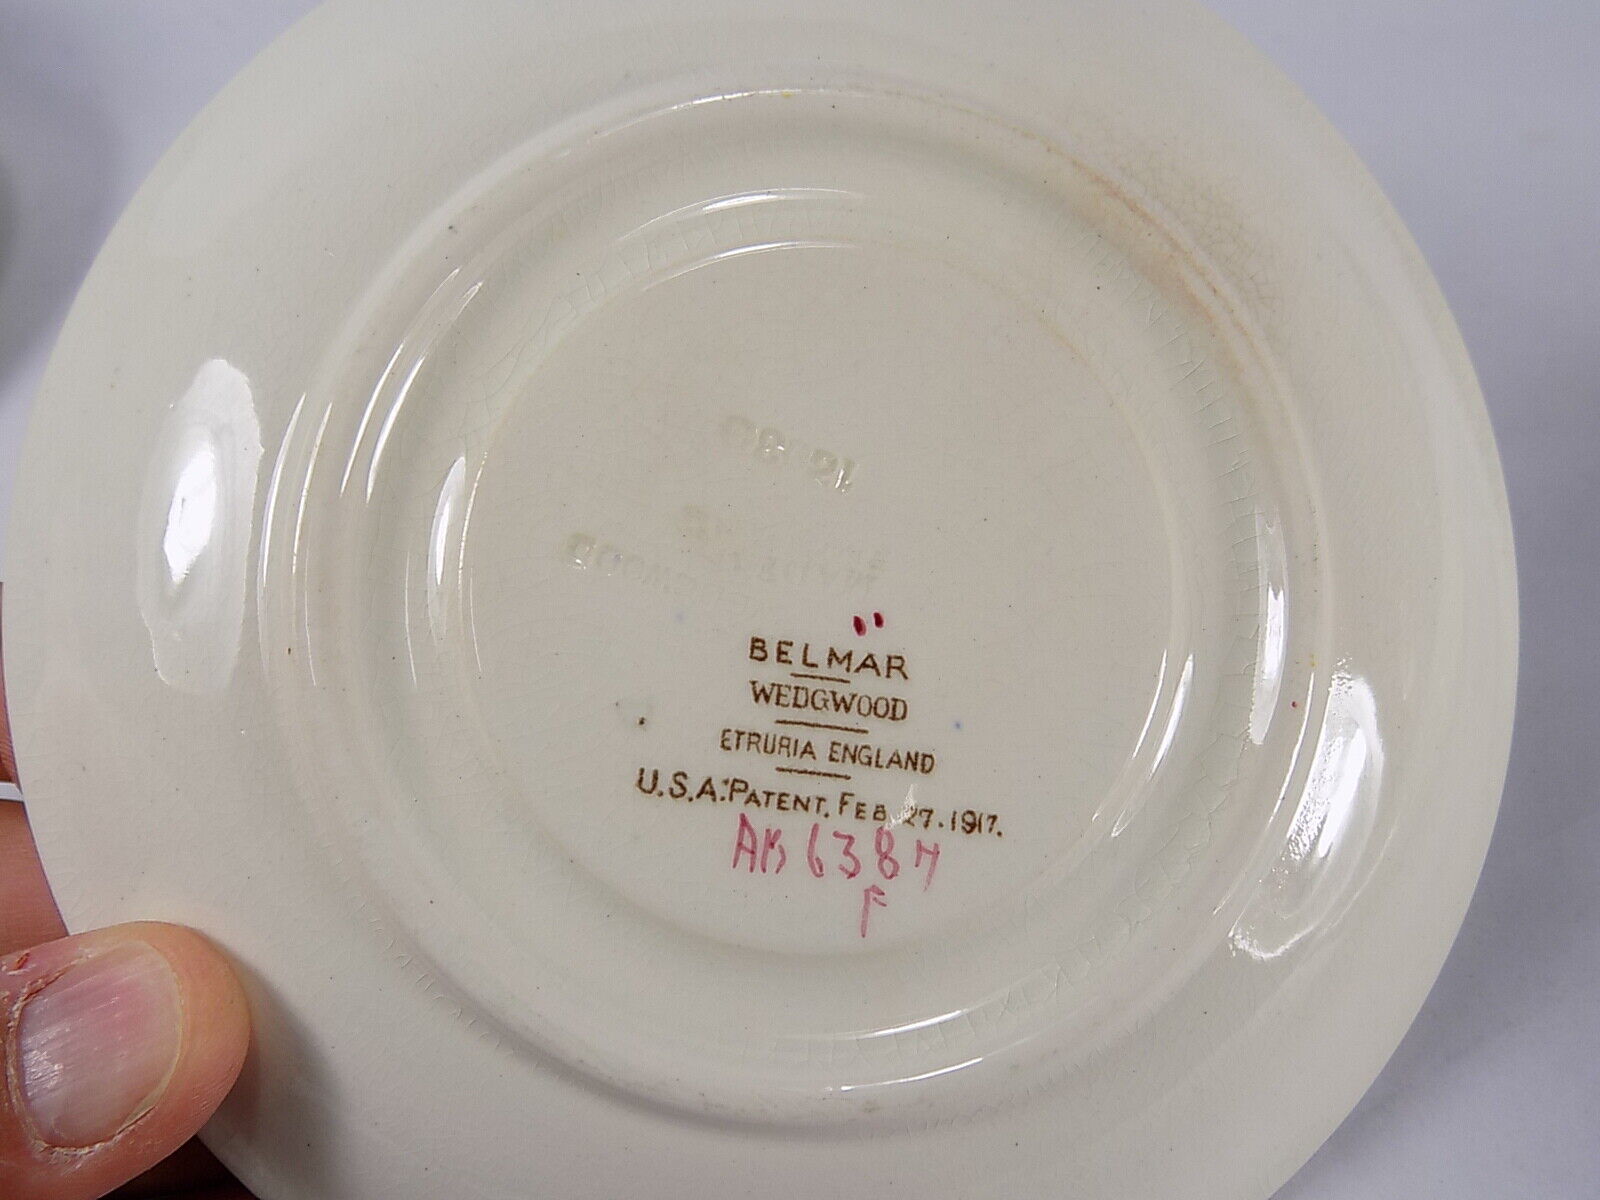 BELMAR
WEDGWOOD
ETRURIA ENGLAND
U.S.A. PATENT. FEB. 27. 1917.
AK 6387
F